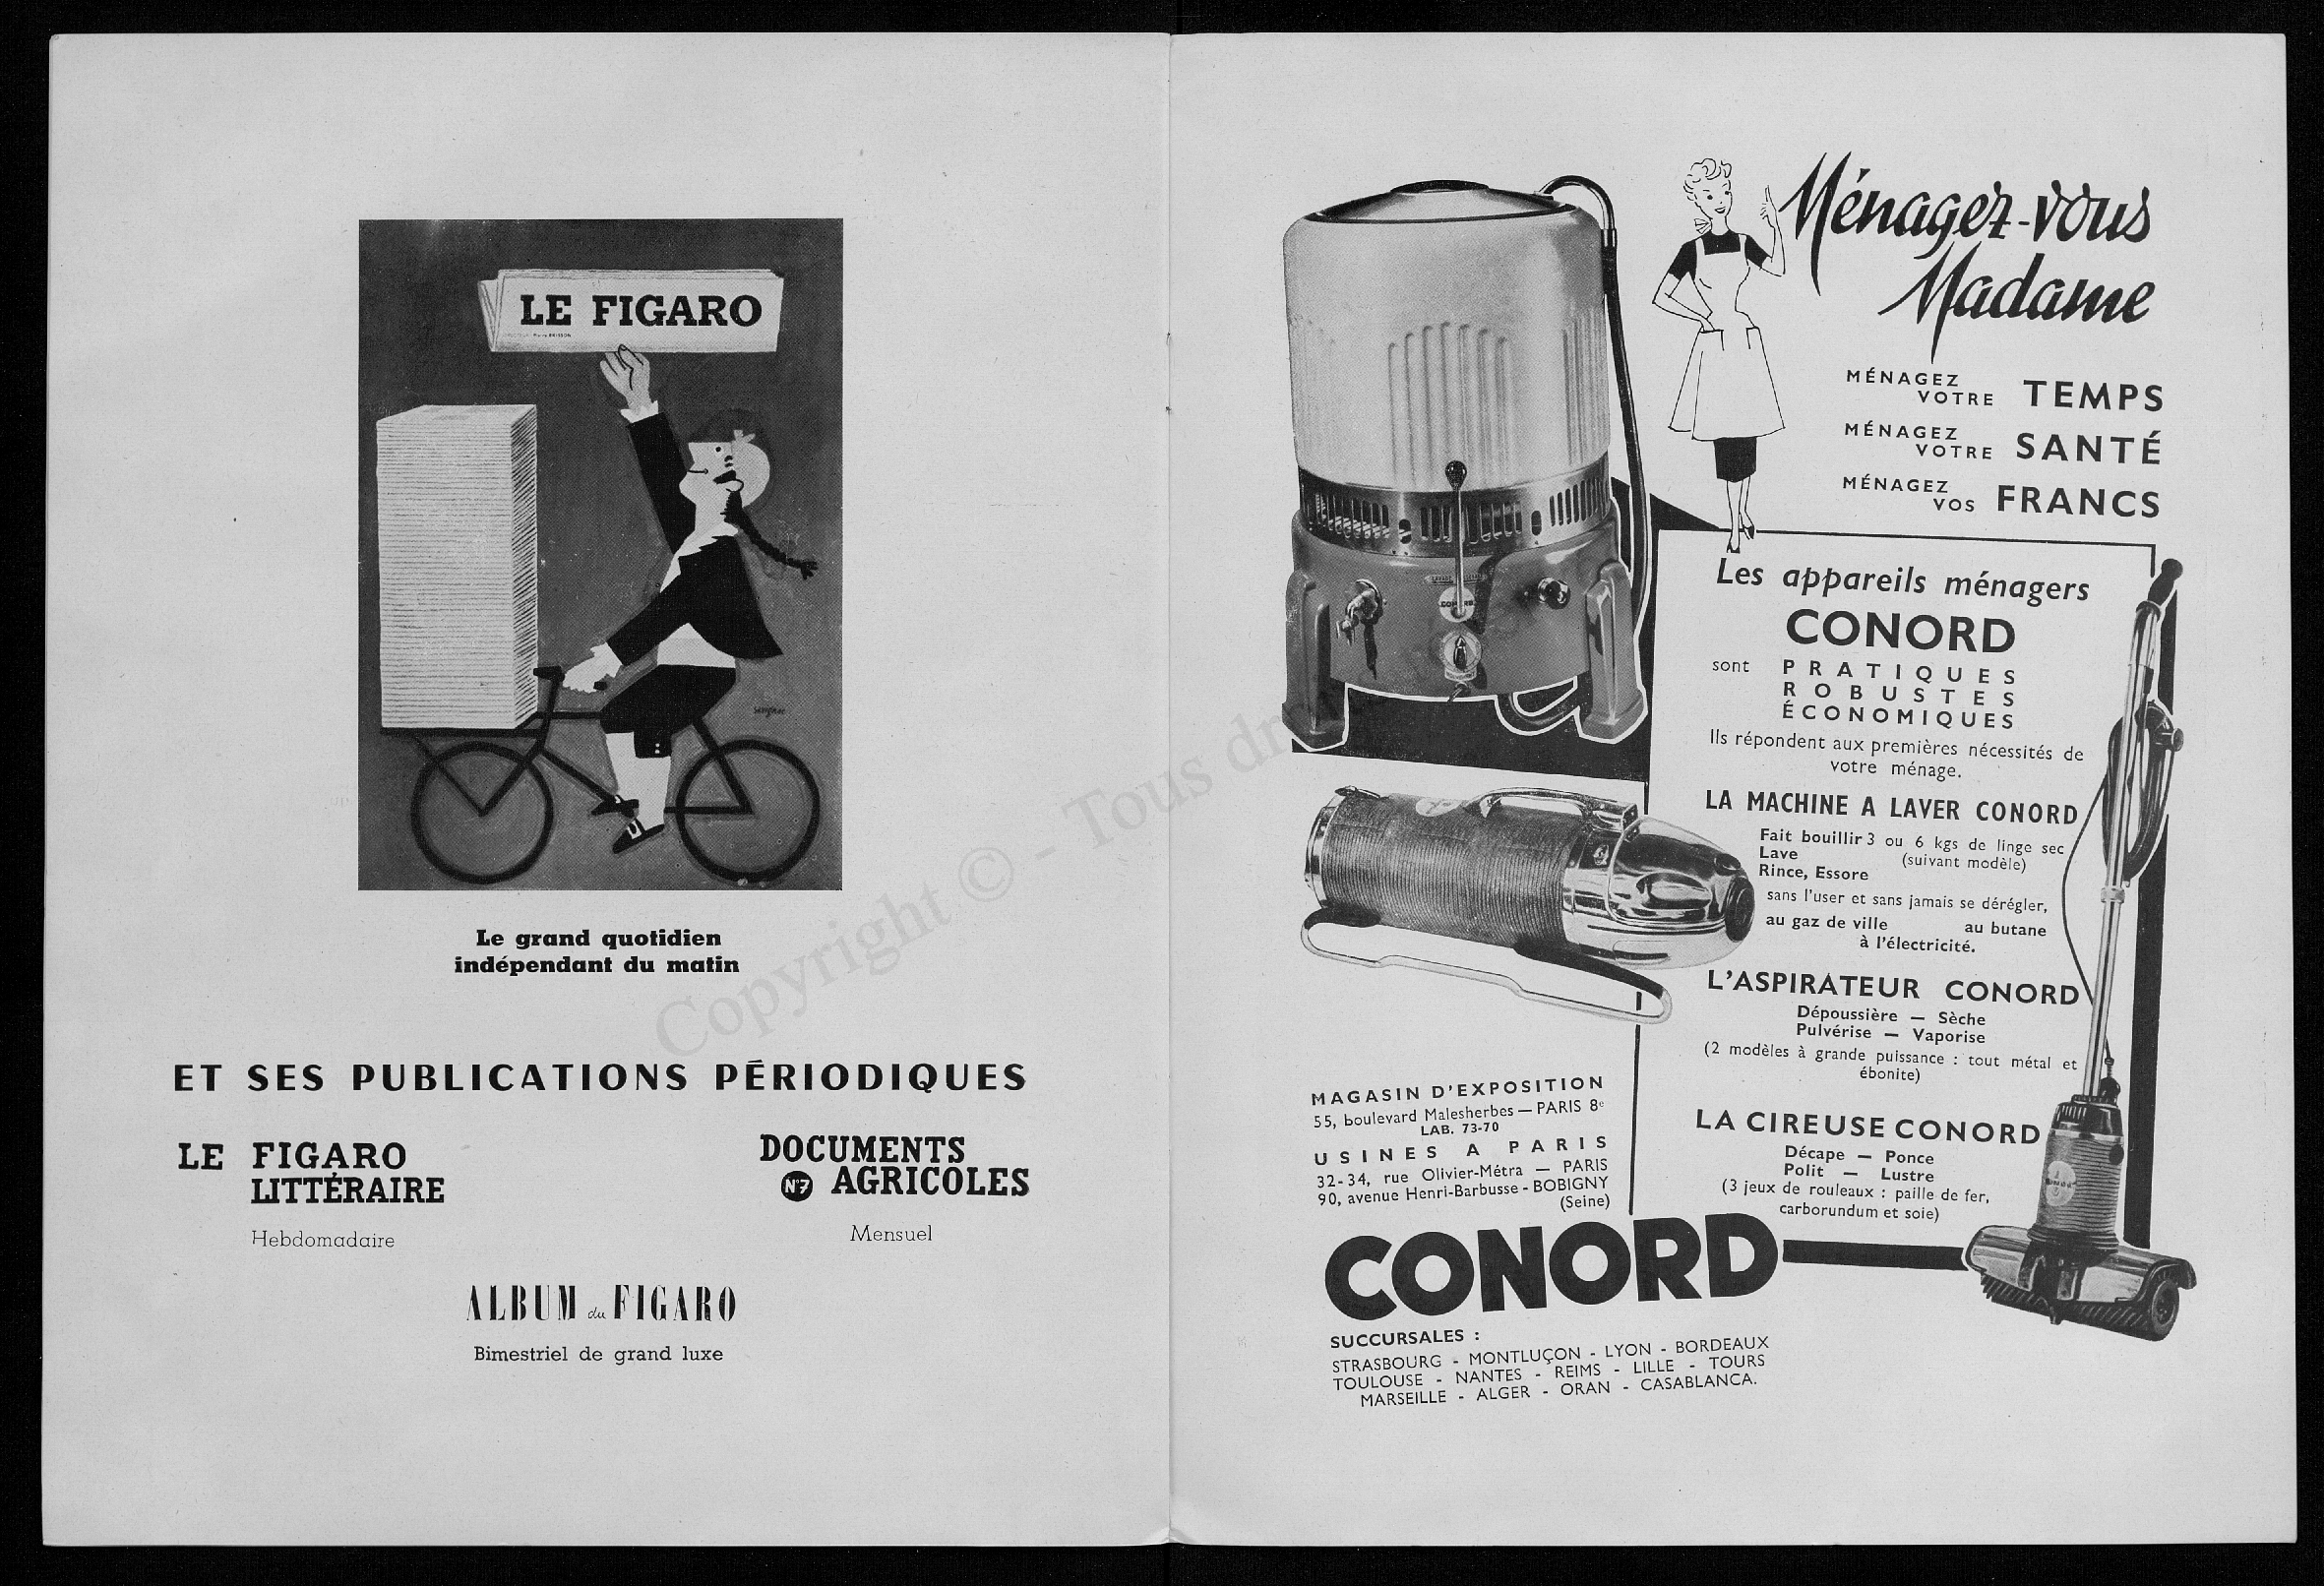 LE FIGARO
Pierre BRISSON
Savignac
Le grand quotidien
indépendant du matin
ET SES PUBLICATIONS PÉRIODIQUES
LE FIGARO
LITTÉRAIRE
Hebdomadaire
DOCUMENTS
N°7 AGRICOLES
Mensuel
ALBUM du FIGARO
Bimestriel de grand luxe
Copyright © - Tous dro
Ménagez-vous
Madame
MÉNAGEZ
VOTRE TEMPS
MÉNAGEZ
VOTRE SANTÉ
MÉNAGEZ
VOS FRANCS
Les appareils ménagers
CONORD
sont PRATIQUES
ROBUSTES
ÉCONOMIQUES
Ils répondent aux premières nécessités de
votre ménage.
LA MACHINE A LAVER CONORD
Fait bouillir 3 ou 6 kgs de linge sec
Lave (suivant modèle)
Rince, Essore
sans l'user et sans jamais se dérégler,
au gaz de ville au butane
à l'électricité.
L'ASPIRATEUR CONORD
Dépoussière — Sèche
Pulvérise — Vaporise
(2 modèles à grande puissance : tout métal et
ébonite)
LA CIREUSE CONORD
Décape — Ponce
Polit — Lustre
(3 jeux de rouleaux : paille de fer,
carborundum et soie)
MAGASIN D'EXPOSITION
55, boulevard Malesherbes — PARIS 8e
LAB. 73-70
USINES A PARIS
32-34, rue Olivier-Métra — PARIS
90, avenue Henri-Barbusse - BOBIGNY
(Seine)
CONORD
SUCCURSALES :
STRASBOURG - MONTLUÇON - LYON - BORDEAUX
TOULOUSE - NANTES - REIMS - LILLE - TOURS
MARSEILLE - ALGER - ORAN - CASABLANCA.